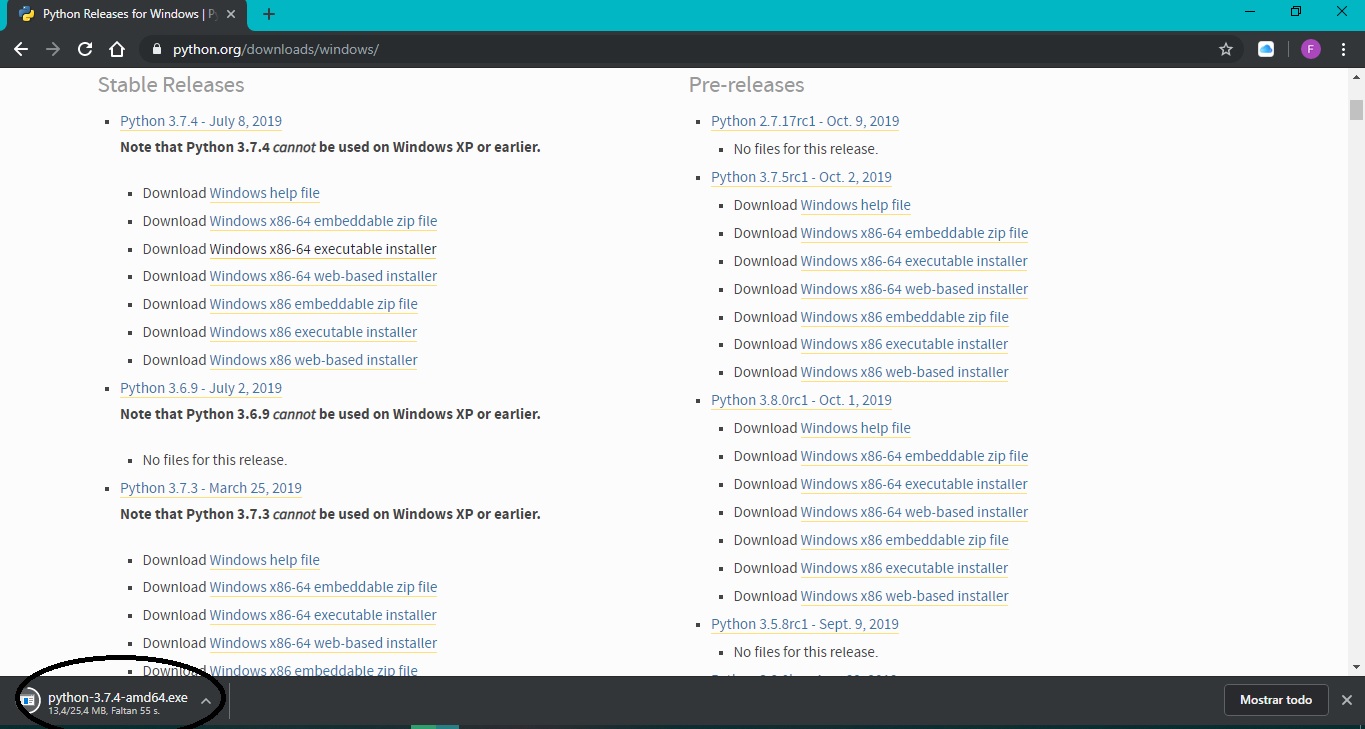 Python Releases for Windows | Py
python.org/downloads/windows/
F
Stable Releases
Python 3.7.4 - July 8, 2019
Note that Python 3.7.4 cannot be used on Windows XP or earlier.
Download Windows help file
Download Windows x86-64 embeddable zip file
Download Windows x86-64 executable installer
Download Windows x86-64 web-based installer
Download Windows x86 embeddable zip file
Download Windows x86 executable installer
Download Windows x86 web-based installer
Python 3.6.9 - July 2, 2019
Note that Python 3.6.9 cannot be used on Windows XP or earlier.
No files for this release.
Python 3.7.3 - March 25, 2019
Note that Python 3.7.3 cannot be used on Windows XP or earlier.
Download Windows help file
Download Windows x86-64 embeddable zip file
Download Windows x86-64 executable installer
Download Windows x86-64 web-based installer
Download Windows x86 embeddable zip file
Pre-releases
Python 2.7.17rc1 - Oct. 9, 2019
No files for this release.
Python 3.7.5rc1 - Oct. 2, 2019
Download Windows help file
Download Windows x86-64 embeddable zip file
Download Windows x86-64 executable installer
Download Windows x86-64 web-based installer
Download Windows x86 embeddable zip file
Download Windows x86 executable installer
Download Windows x86 web-based installer
Python 3.8.0rc1 - Oct. 1, 2019
Download Windows help file
Download Windows x86-64 embeddable zip file
Download Windows x86-64 executable installer
Download Windows x86-64 web-based installer
Download Windows x86 embeddable zip file
Download Windows x86 executable installer
Download Windows x86 web-based installer
Python 3.5.8rc1 - Sept. 9, 2019
No files for this release.
python-3.7.4-amd64.exe
13,4/25,4 MB, Faltan 55 s.
Mostrar todo